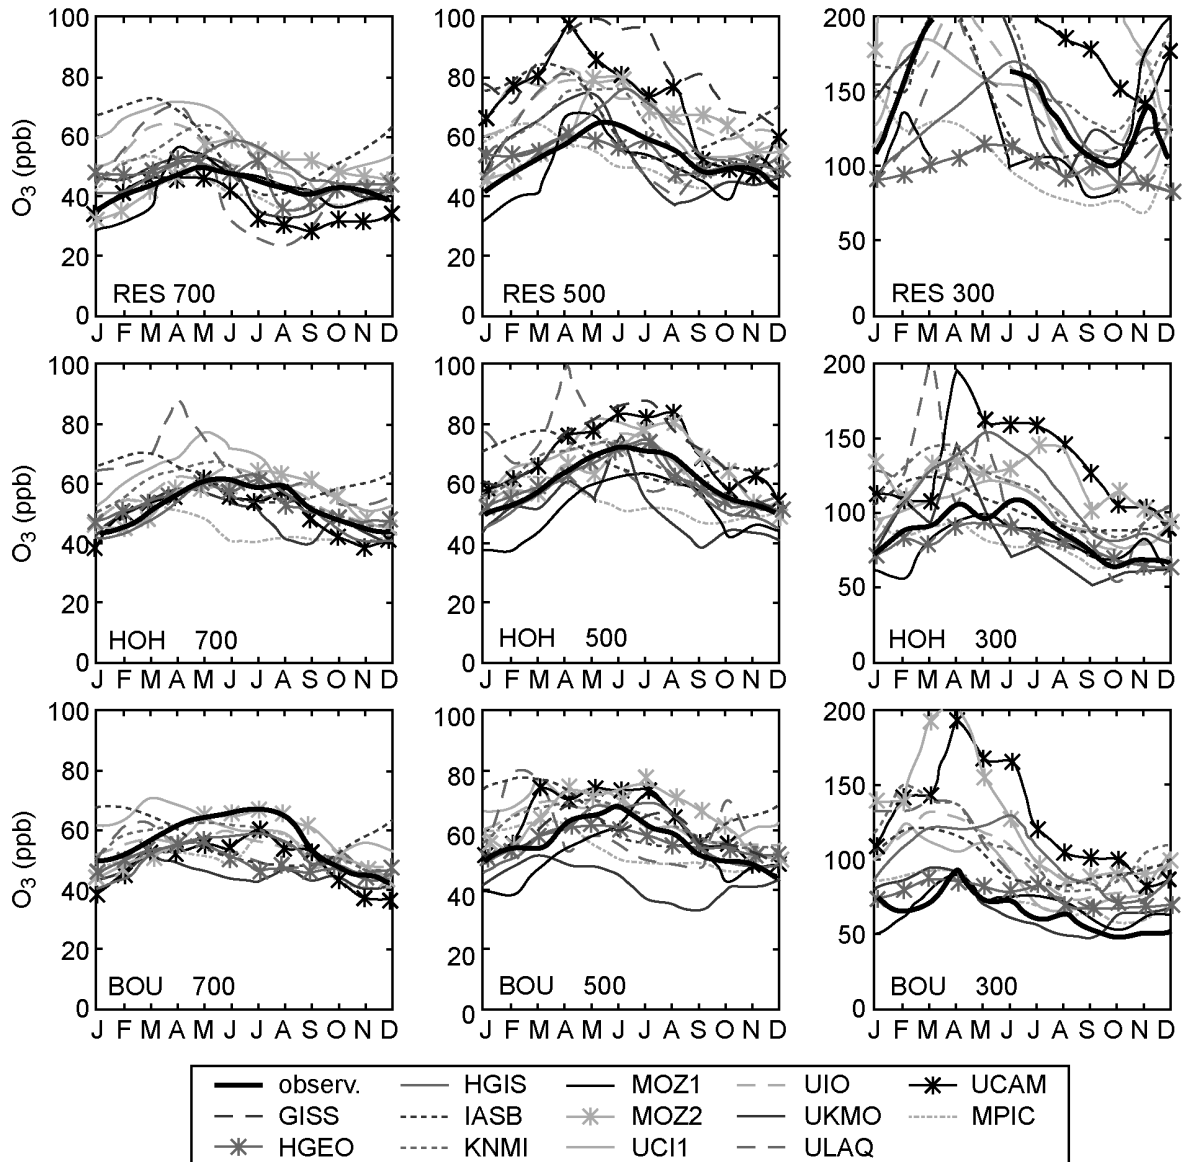 100 100 200
80 80 150
60 60 100
40 40 50
20 20
0 0 0
O3 (ppb)
RES 700 RES 500 RES 300
J F M A M J J A S O N D J F M A M J J A S O N D J F M A M J J A S O N D
100 100 200
80 80 150
60 60 100
40 40 50
20 20
0 0 0
O3 (ppb)
HOH 700 HOH 500 HOH 300
J F M A M J J A S O N D J F M A M J J A S O N D J F M A M J J A S O N D
100 100 200
80 80 150
60 60 100
40 40 50
20 20
0 0 0
O3 (ppb)
BOU 700 BOU 500 BOU 300
J F M A M J J A S O N D J F M A M J J A S O N D J F M A M J J A S O N D
observ. HGIS MOZ1 UIO UCAM
GISS IASB MOZ2 UKMO MPIC
HGEO KNMI UCI1 ULAQ